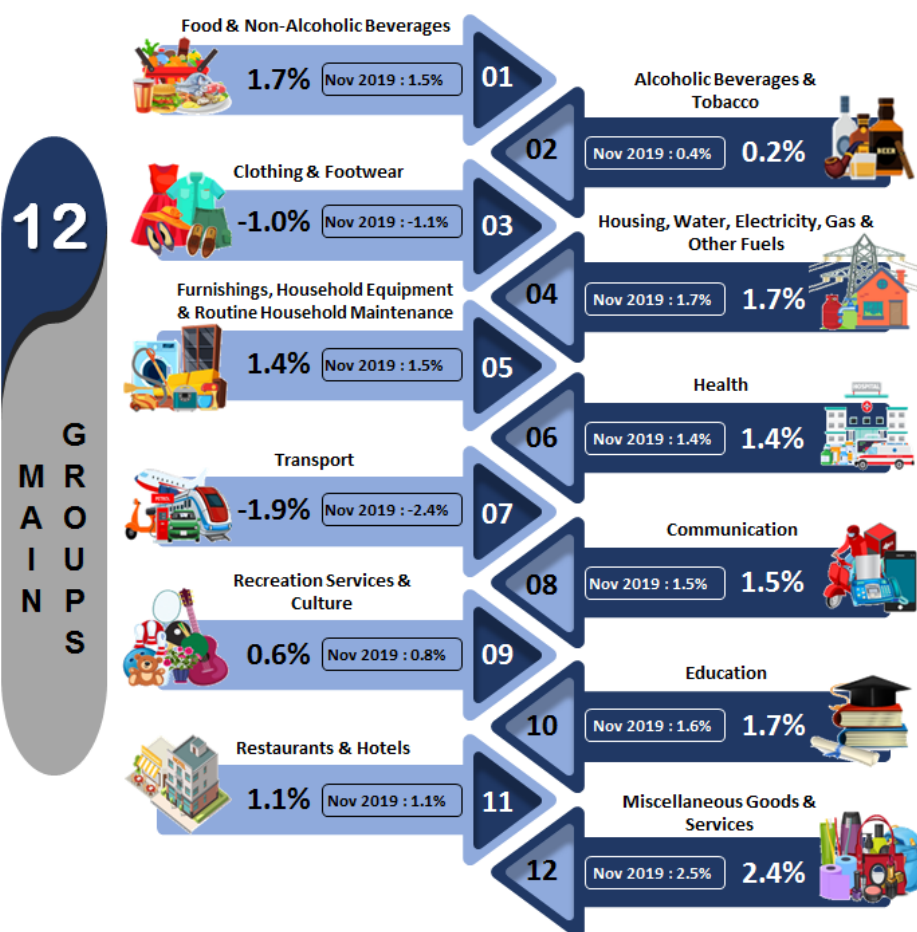 12
MAIN
GROUPS
Food & Non-Alcoholic Beverages
1.7%
Nov 2019 : 1.5%
01
Alcoholic Beverages &
Tobacco
02
Nov 2019 : 0.4%
0.2%
BEER
Clothing & Footwear
-1.0%
Nov 2019 : -1.1%
03
Housing, Water, Electricity, Gas &
Other Fuels
04
Nov 2019 : 1.7%
1.7%
Furnishings, Household Equipment
& Routine Household Maintenance
1.4%
Nov 2019 : 1.5%
05
Health
06
Nov 2019 : 1.4%
1.4%
HOSPITAL
Transport
-1.9%
Nov 2019 : -2.4%
07
PETROL
Communication
08
Nov 2019 : 1.5%
1.5%
Recreation Services &
Culture
0.6%
Nov 2019 : 0.8%
09
Education
10
Nov 2019 : 1.6%
1.7%
Restaurants & Hotels
1.1%
Nov 2019 : 1.1%
11
Miscellaneous Goods &
Services
12
Nov 2019 : 2.5%
2.4%